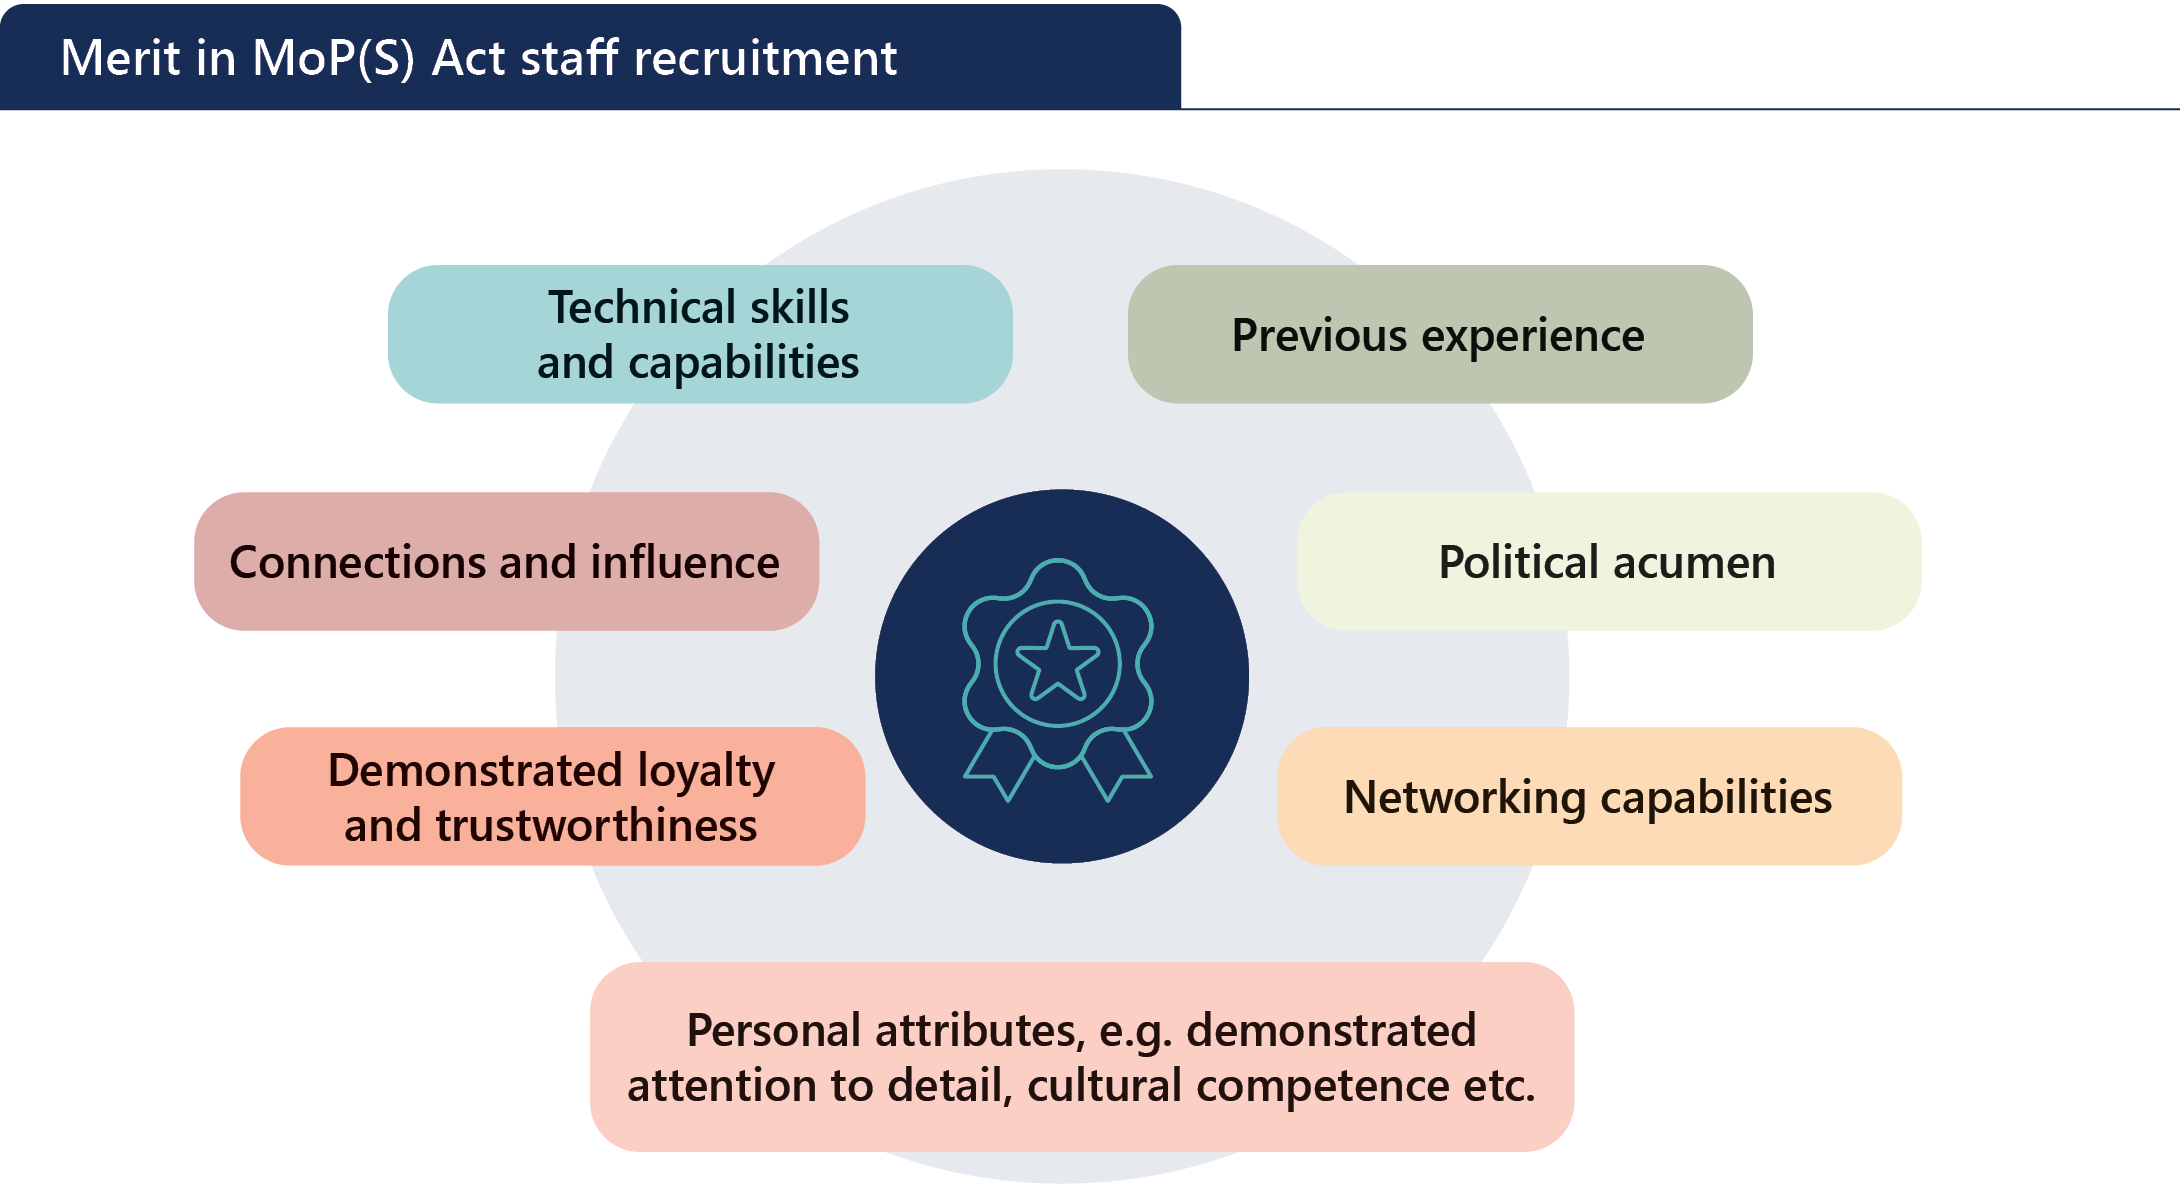 Merit in MoP(S) Act staff recruitment
Technical skills
and capabilities
Previous experience
Connections and influence
Political acumen
Demonstrated loyalty
and trustworthiness
Networking capabilities
Personal attributes, e.g. demonstrated
attention to detail, cultural competence etc.